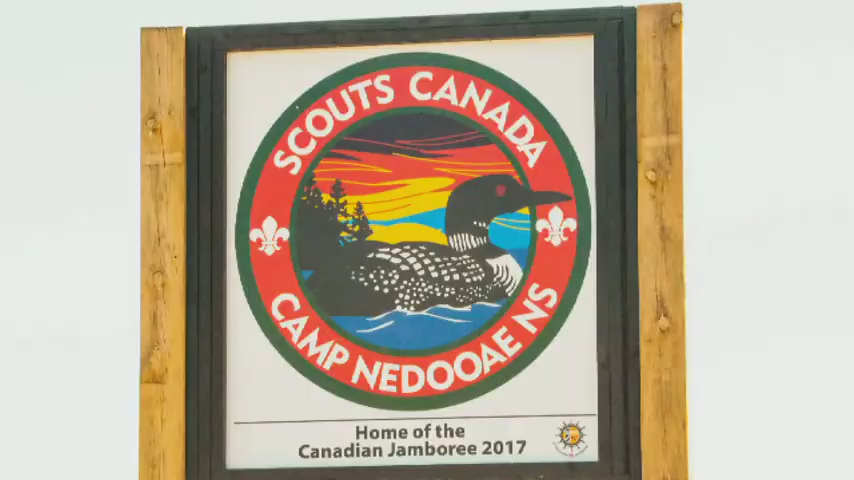 SCOUTS CANADA
CAMP NEDOOAE NS
Home of the
Canadian Jamboree 2017